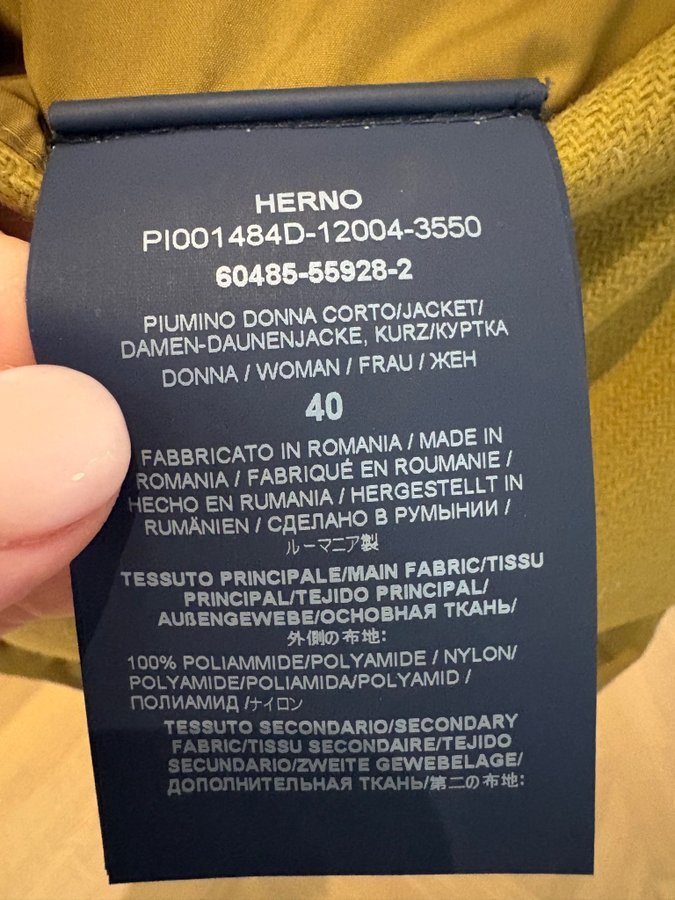 HERNO
PI001484D-12004-3550
60485-55928-2
PIUMINO DONNA CORTO/JACKET/
DAMEN-DAUNENJACKE, KURZ/КУРТКА
DONNA / WOMAN / FRAU / ЖЕН
40
FABBRICATO IN ROMANIA / MADE IN
ROMANIA / FABRIQUÉ EN ROUMANIE /
HECHO EN RUMANIA / HERGESTELLT IN
RUMÄNIEN / СДЕЛАНО В РУМЫНИИ /
ルーマニア製
TESSUTO PRINCIPALE/MAIN FABRIC/TISSU
PRINCIPAL/TEJIDO PRINCIPAL/
AUßENGEWEBE/ОСНОВНАЯ ТКАНЬ/
外側の布地:
100% POLIAMMIDE/POLYAMIDE / NYLON/
POLYAMIDE/POLIAMIDA/POLYAMID /
ПОЛИАМИД /ナイロン
TESSUTO SECONDARIO/SECONDARY
FABRIC/TISSU SECONDAIRE/TEJIDO
SECUNDARIO/ZWEITE GEWEBELAGE/
ДОПОЛНИТЕЛЬНАЯ ТКАНЬ/第二の布地: